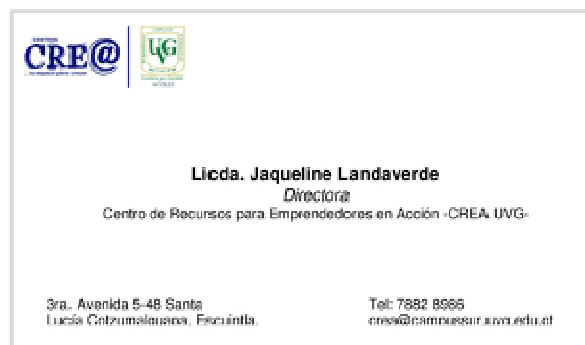 CRE@
UVG
Licda. Jaqueline Landaverde
Directora
Centro de Recursos para Emprendedores en Acción -CREA UVG-
3ra.. Avenida 5-48 Santa
Lucía Cotzumalguapa, Escuintla.
Tel: 7882 8986
crea@campussur.uvg.edu.gt